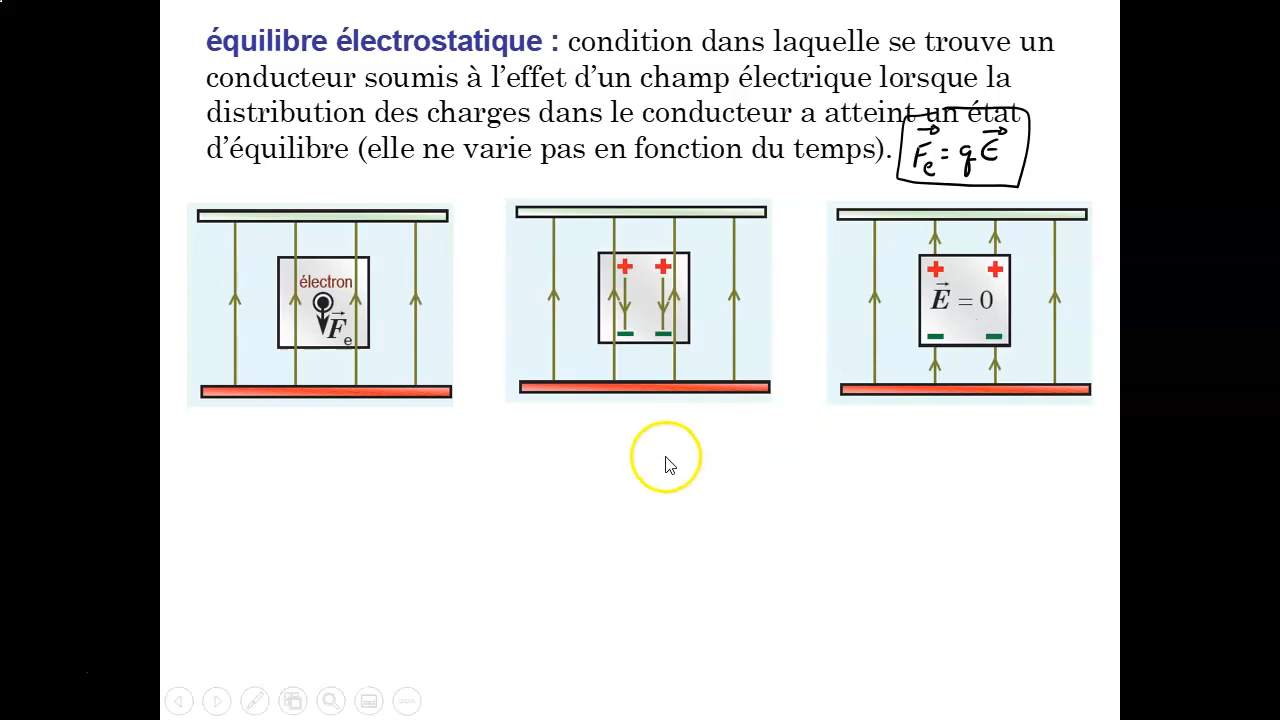 équilibre électrostatique : condition dans laquelle se trouve un
conducteur soumis à l’effet d’un champ électrique lorsque la
distribution des charges dans le conducteur a atteint un état
d’équilibre (elle ne varie pas en fonction du temps).
F⃗e = qE⃗
électron
F⃗e
+ +
− −
+ +
E⃗ = 0
− −